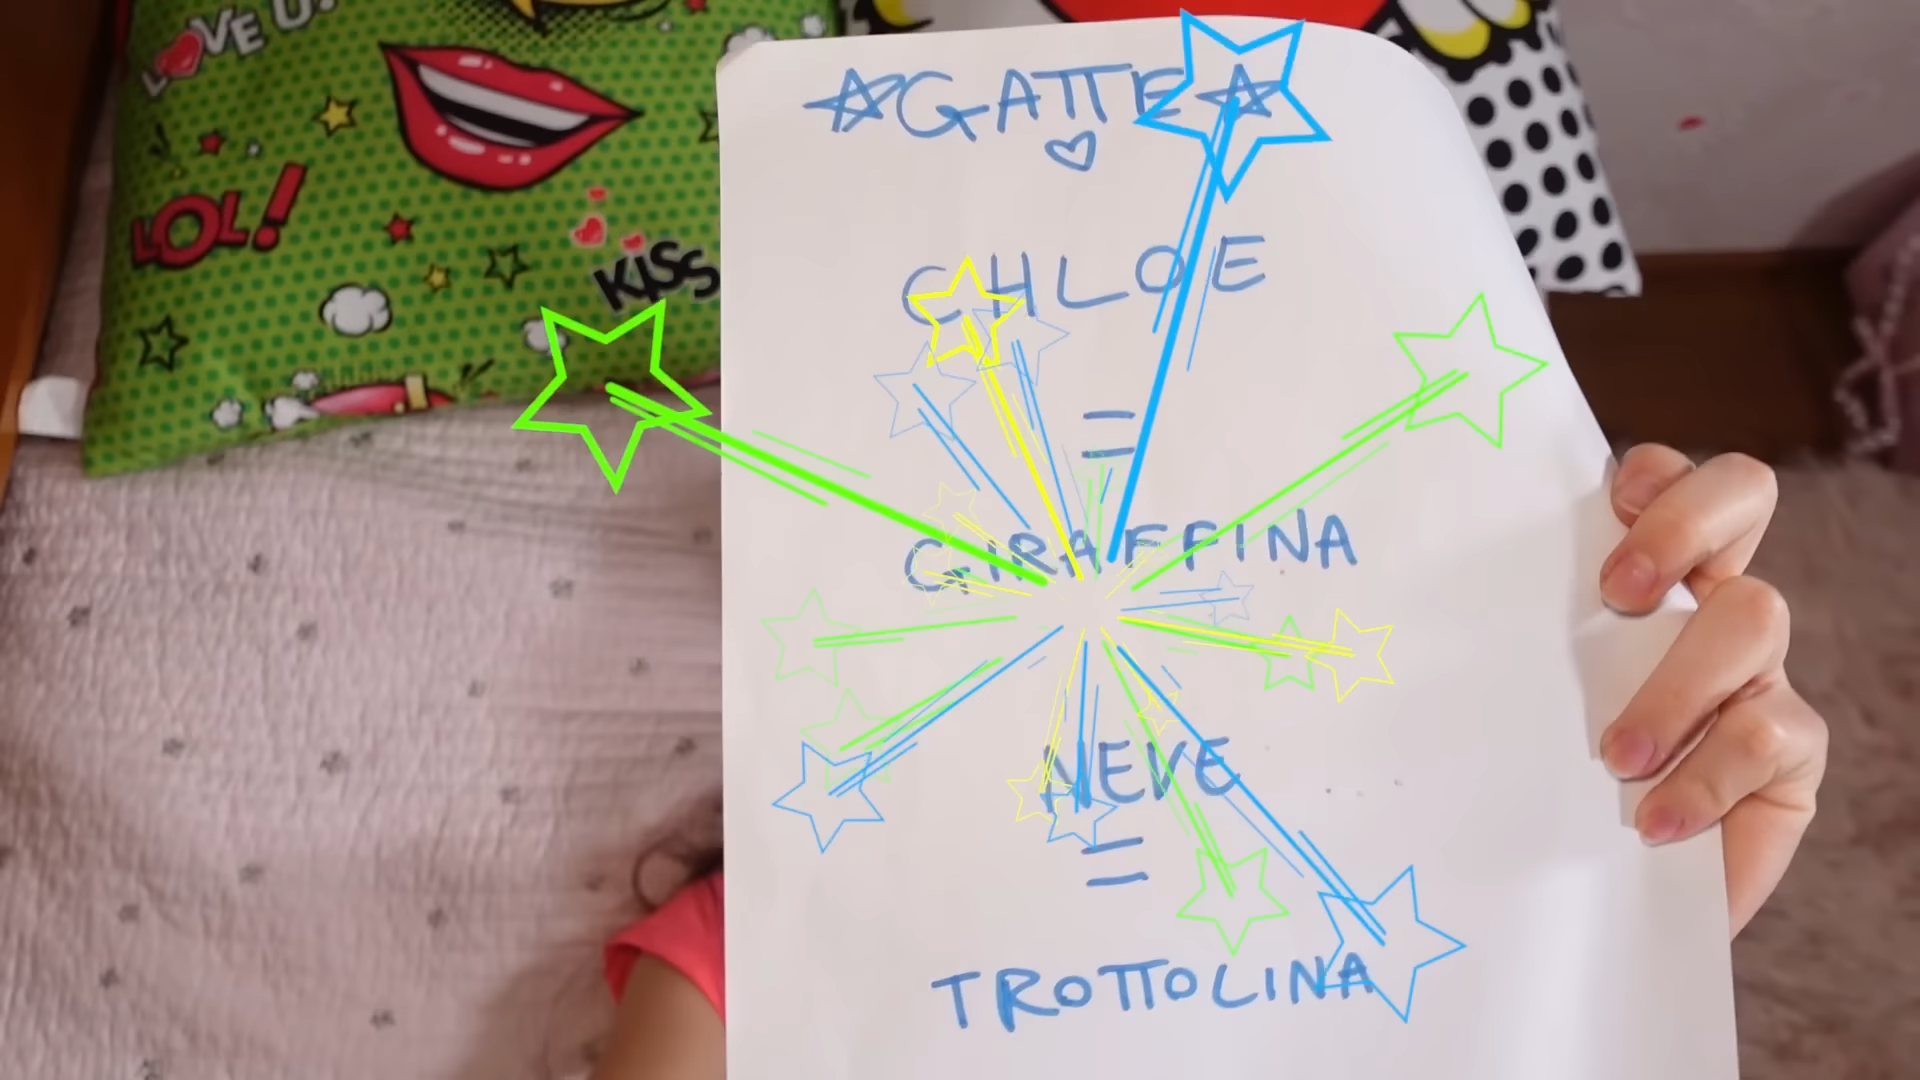 LOVE U!
LOL!
KISS
GATTE
CHLOE
=
GIRAFFINA
NEVE
=
TROTTOLINA